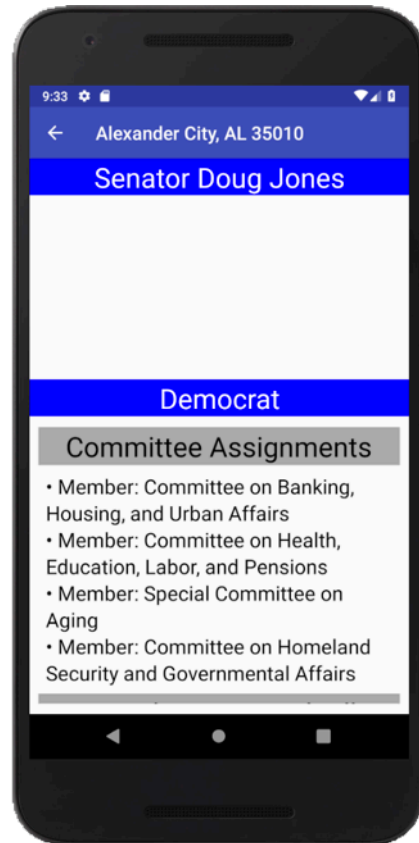 9:33
Alexander City, AL 35010
Senator Doug Jones
Democrat
Committee Assignments
• Member: Committee on Banking,
Housing, and Urban Affairs
• Member: Committee on Health,
Education, Labor, and Pensions
• Member: Special Committee on
Aging
• Member: Committee on Homeland
Security and Governmental Affairs